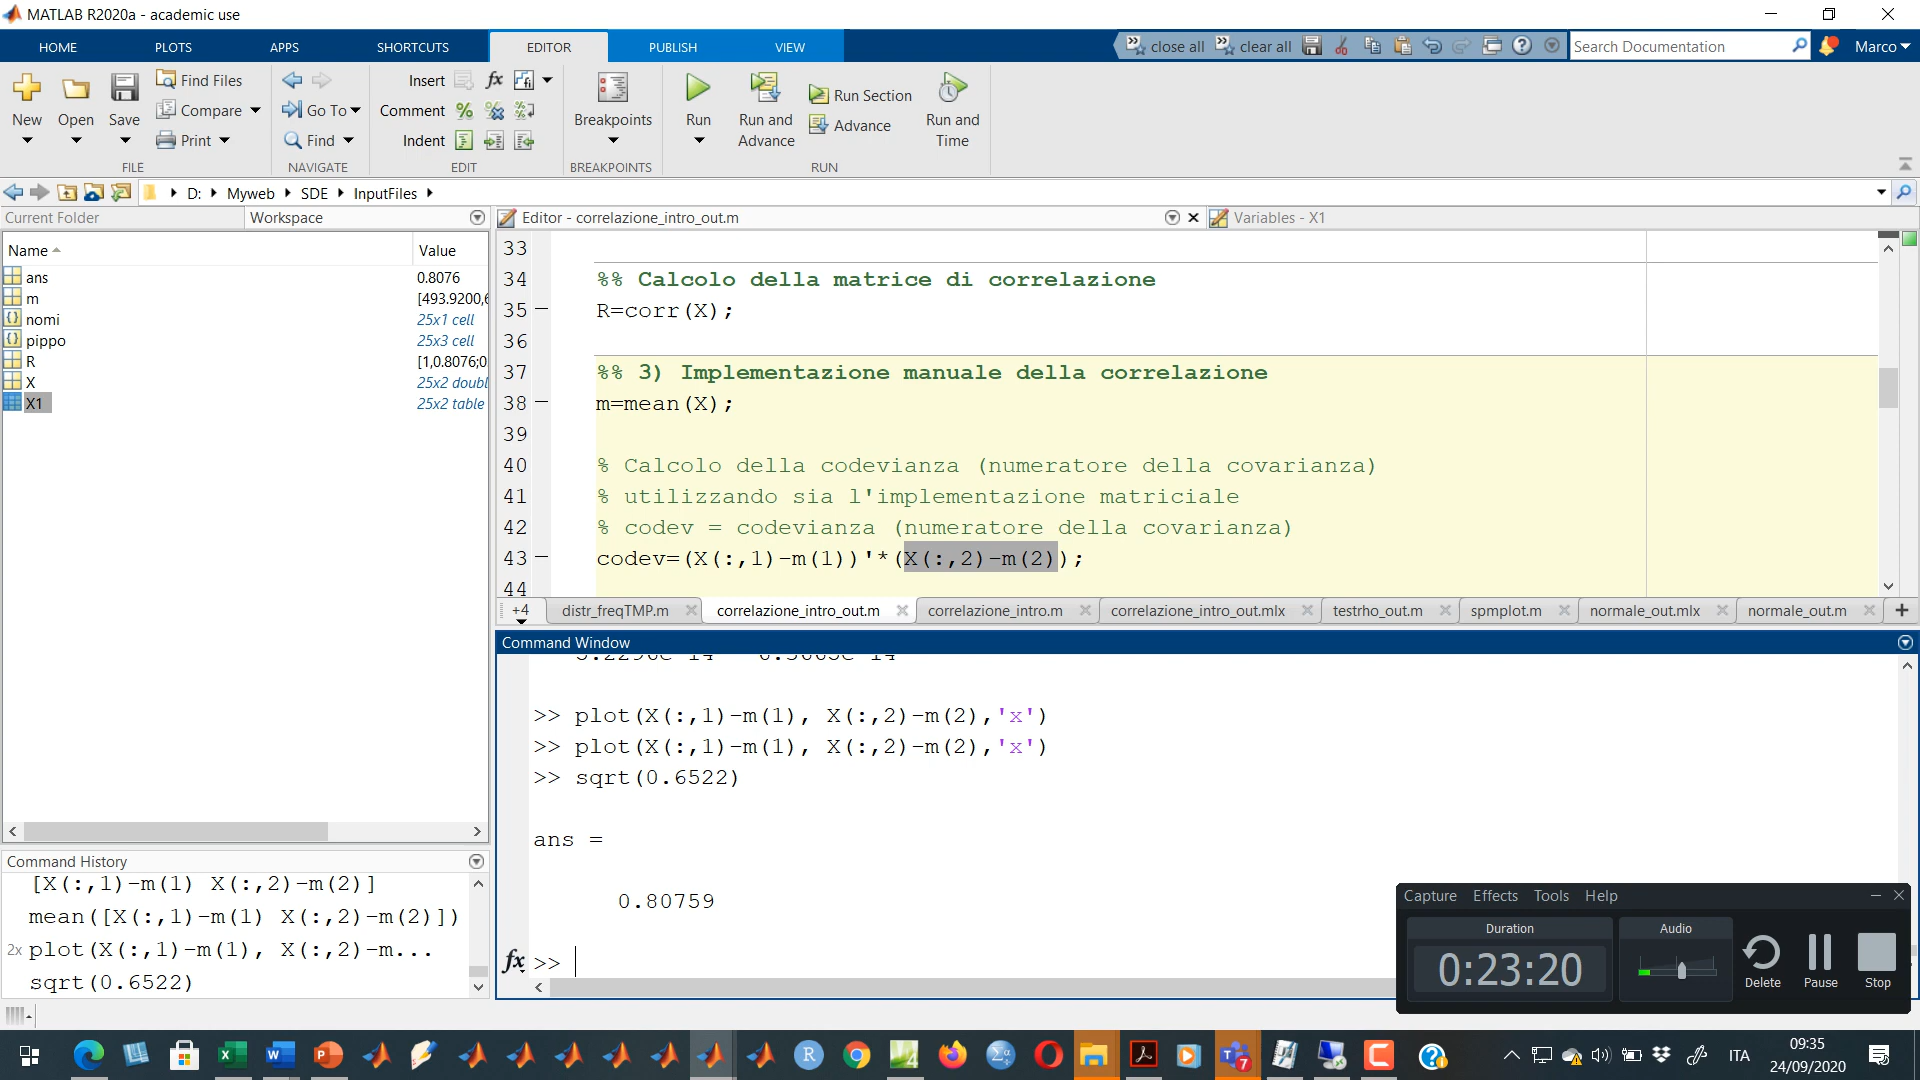 MATLAB R2020a - academic use
HOME PLOTS APPS SHORTCUTS EDITOR PUBLISH VIEW close all clear all Search Documentation Marco
New Open Save Find Files Compare Print Go To Find Insert Comment Indent Breakpoints Run Run and Advance Run Section Advance Run and Time
FILE NAVIGATE EDIT BREAKPOINTS RUN
D: Myweb SDE InputFiles
Current Folder Workspace Editor - correlazione_intro_out.m Variables - X1
Name Value
ans 0.8076
m [493.9200,6
nomi 25x1 cell
pippo 25x3 cell
R [1,0.8076;0
X 25x2 doubl
X1 25x2 table
33
34 %% Calcolo della matrice di correlazione
35 R=corr(X);
36
37 %% 3) Implementazione manuale della correlazione
38 m=mean(X);
39
40 % Calcolo della codevianza (numeratore della covarianza)
41 % utilizzando sia l'implementazione matriciale
42 % codev = codevianza (numeratore della covarianza)
43 codev=(X(:,1)-m(1))'*(X(:,2)-m(2));
44
+4 distr_freqTMP.m correlazione_intro_out.m correlazione_intro.m correlazione_intro_out.mlx testrho_out.m spmplot.m normale_out.mlx normale_out.m
Command Window
>> plot(X(:,1)-m(1), X(:,2)-m(2),'x')
>> plot(X(:,1)-m(1), X(:,2)-m(2),'x')
>> sqrt(0.6522)
ans =
0.80759
fx >>
Command History
[X(:,1)-m(1) X(:,2)-m(2)]
mean([X(:,1)-m(1) X(:,2)-m(2)])
2x plot(X(:,1)-m(1), X(:,2)-m...
sqrt(0.6522)
Capture Effects Tools Help
Duration Audio
0:23:20
Delete Pause Stop
ITA 09:35
24/09/2020